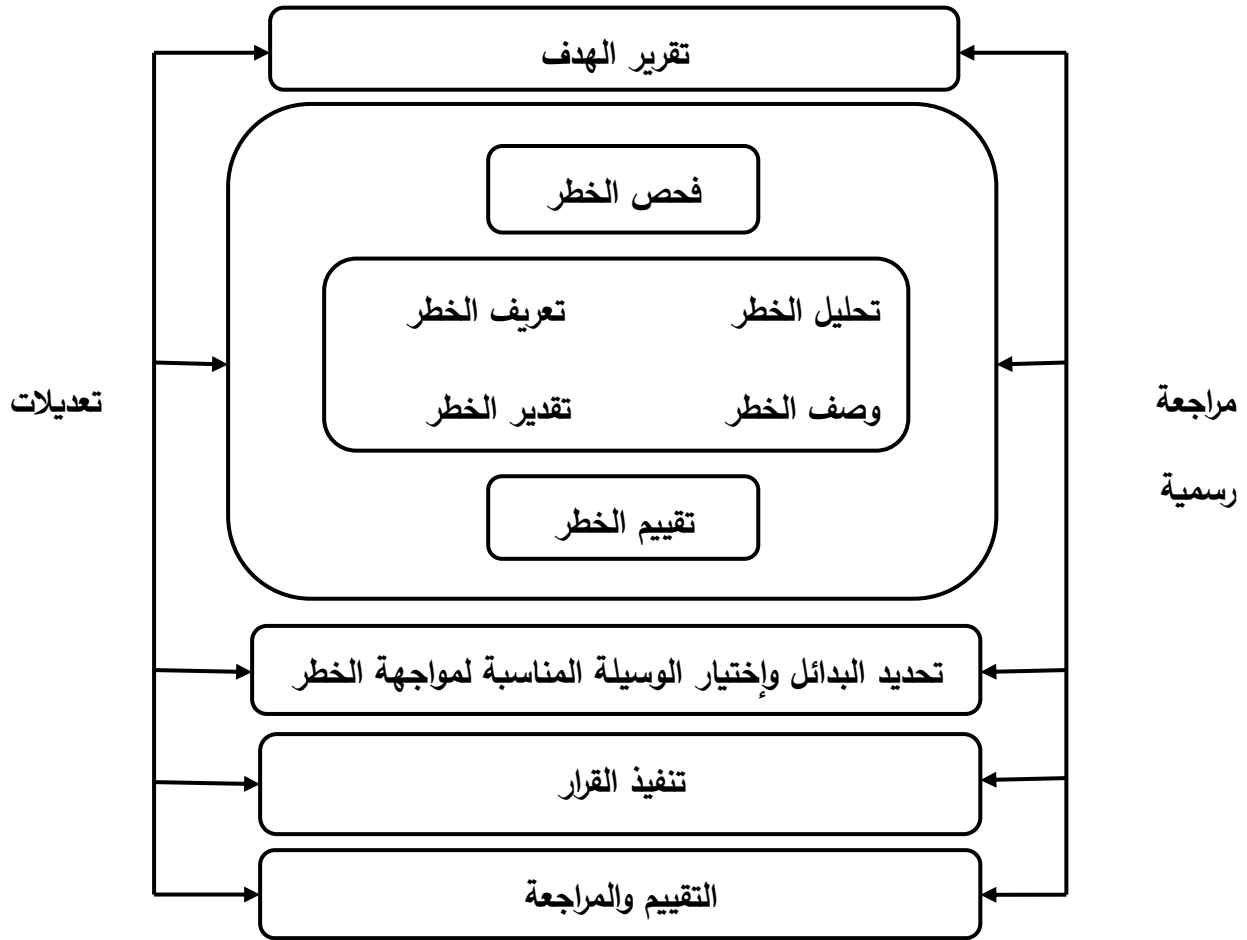 تقرير الهدف
فحص الخطر
تحليل الخطر
تعريف الخطر
وصف الخطر
تقدير الخطر
تقييم الخطر
تحديد البدائل وإختيار الوسيلة المناسبة لمواجهة الخطر
تنفيذ القرار
التقييم والمراجعة
مراجعة
رسمية
تعديلات